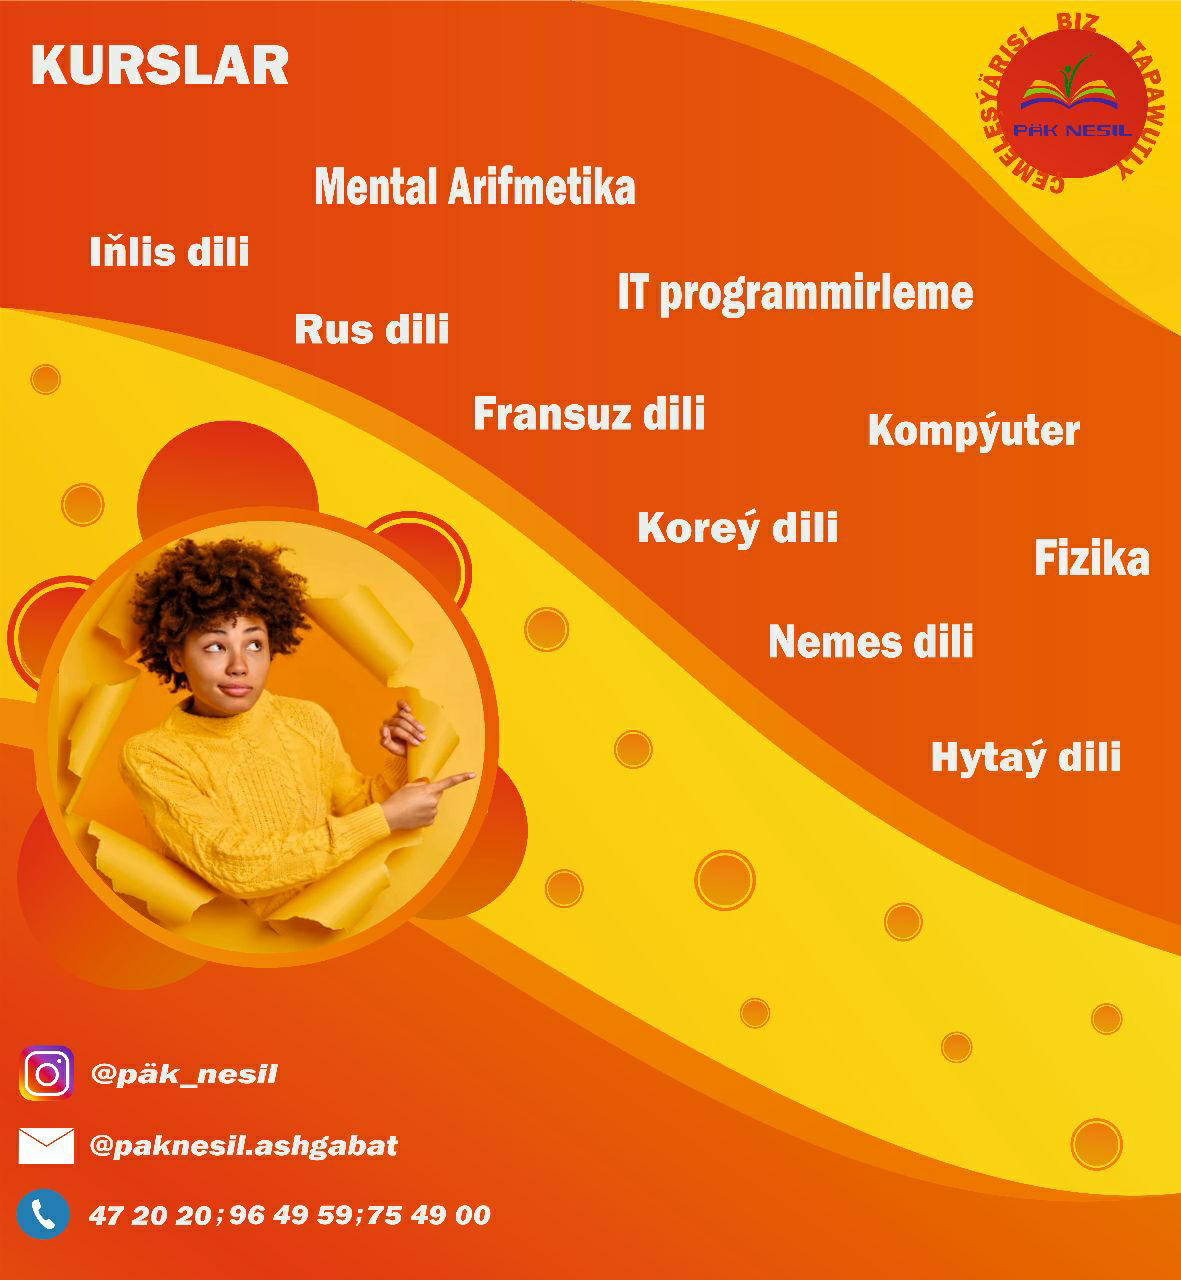 KURSLAR
BIZ TAPAWUTLY ÇEMELEŞÝÄRIS!
PÄK NESIL
Mental Arifmetika
Iňlis dili
IT programmirleme
Rus dili
Fransuz dili
Kompýuter
Koreý dili
Fizika
Nemes dili
Hytaý dili
@päk_nesil
@paknesil.ashgabat
47 20 20;96 49 59;75 49 00